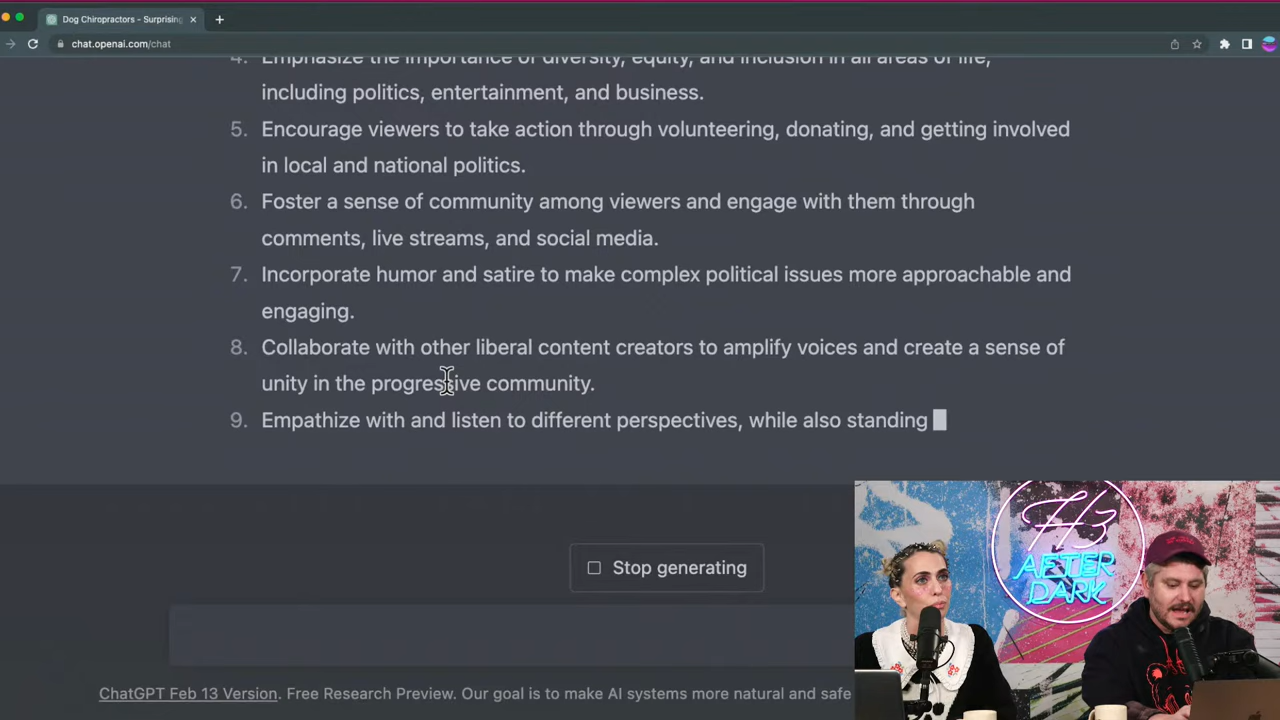 Dog Chiropractors - Surprising
chat.openai.com/chat
4. Emphasize the importance of diversity, equity, and inclusion in all areas of life,
including politics, entertainment, and business.
5. Encourage viewers to take action through volunteering, donating, and getting involved
in local and national politics.
6. Foster a sense of community among viewers and engage with them through
comments, live streams, and social media.
7. Incorporate humor and satire to make complex political issues more approachable and
engaging.
8. Collaborate with other liberal content creators to amplify voices and create a sense of
unity in the progressive community.
9. Empathize with and listen to different perspectives, while also standing
Stop generating
ChatGPT Feb 13 Version. Free Research Preview. Our goal is to make AI systems more natural and safe
H3
AFTER
DARK